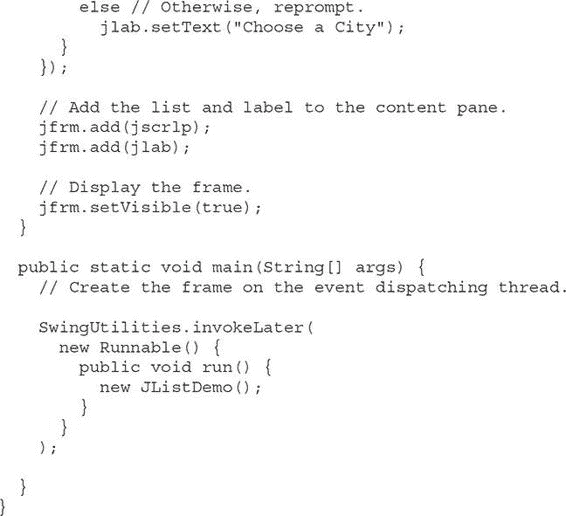 else // Otherwise, reprompt.
jlab.setText("Choose a City");
}
});
// Add the list and label to the content pane.
jfrm.add(jscrlp);
jfrm.add(jlab);
// Display the frame.
jfrm.setVisible(true);
}
public static void main(String[] args) {
// Create the frame on the event dispatching thread.
SwingUtilities.invokeLater(
new Runnable() {
public void run() {
new JListDemo();
}
}
);
}
}